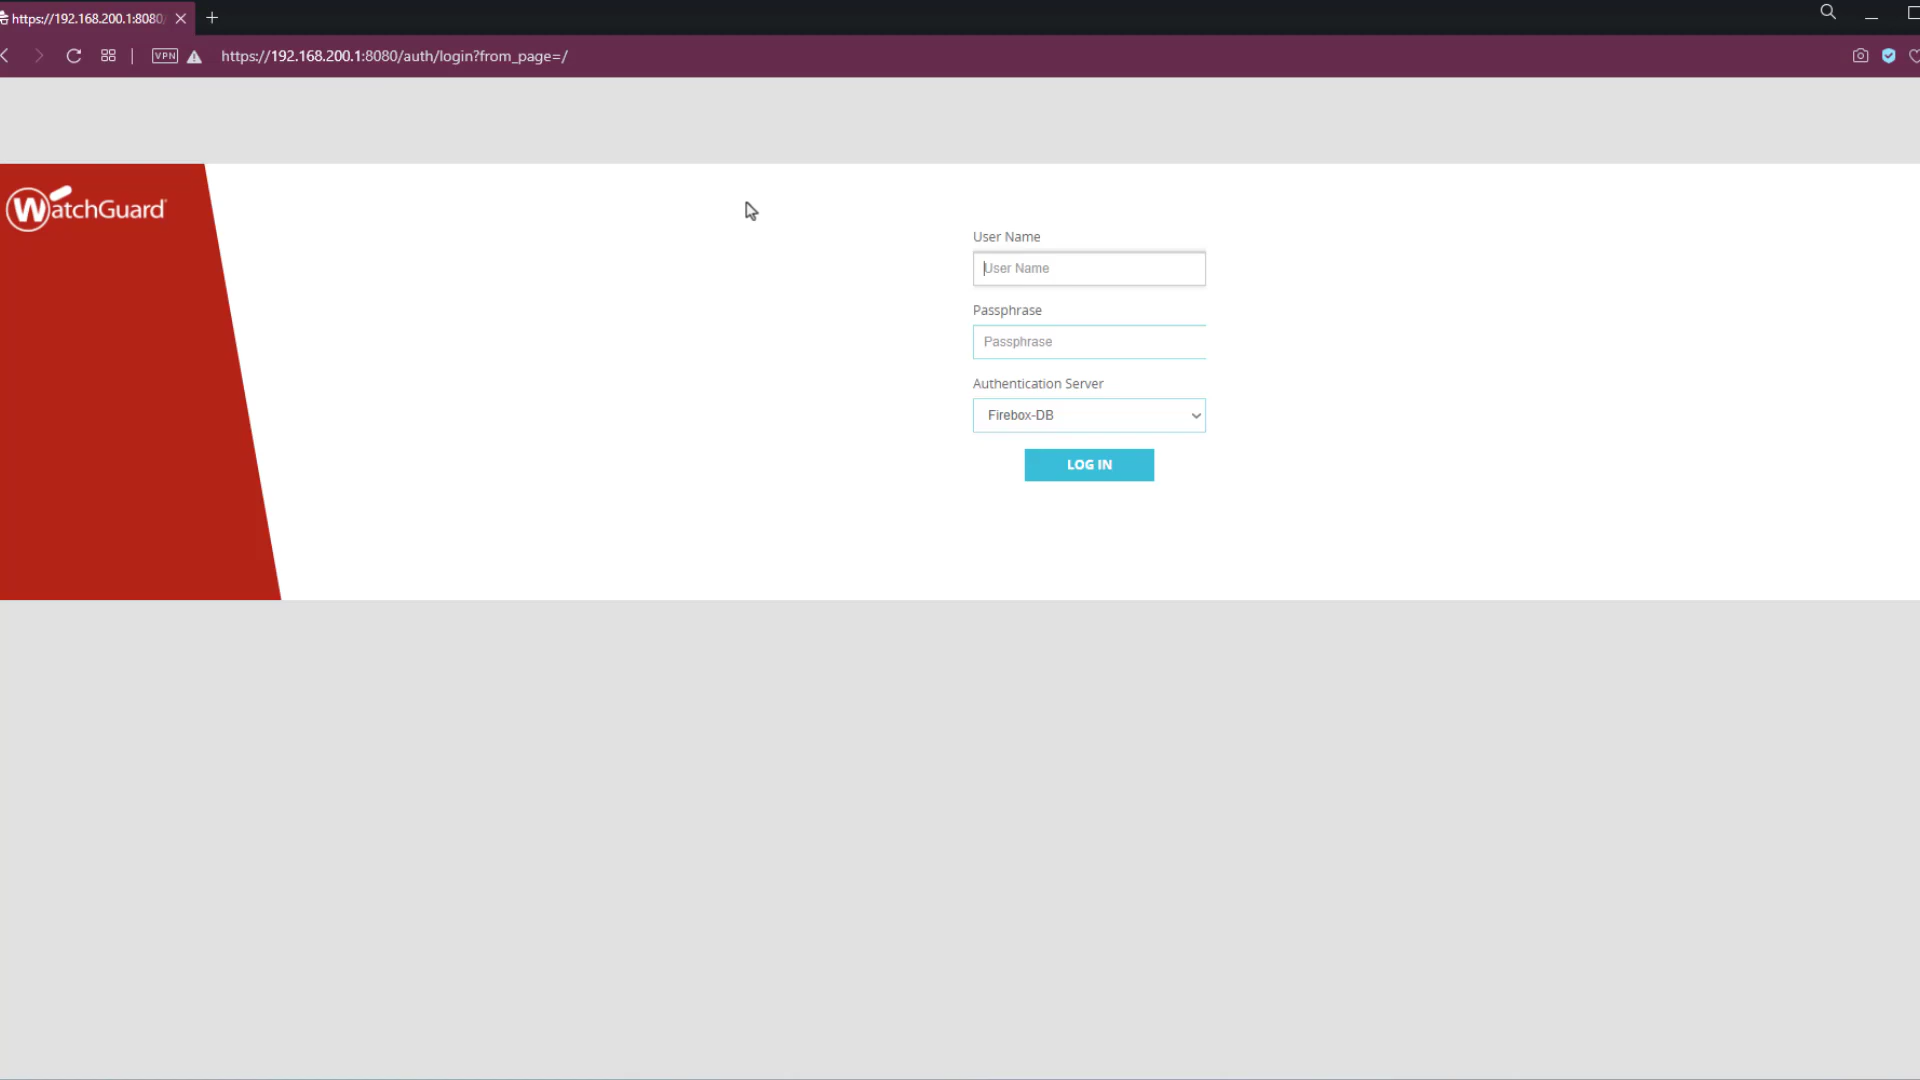 https://192.168.200.1:8080
VPN
https://192.168.200.1:8080/auth/login?from_page=/
WatchGuard
User Name
User Name
Passphrase
Passphrase
Authentication Server
Firebox-DB
LOG IN